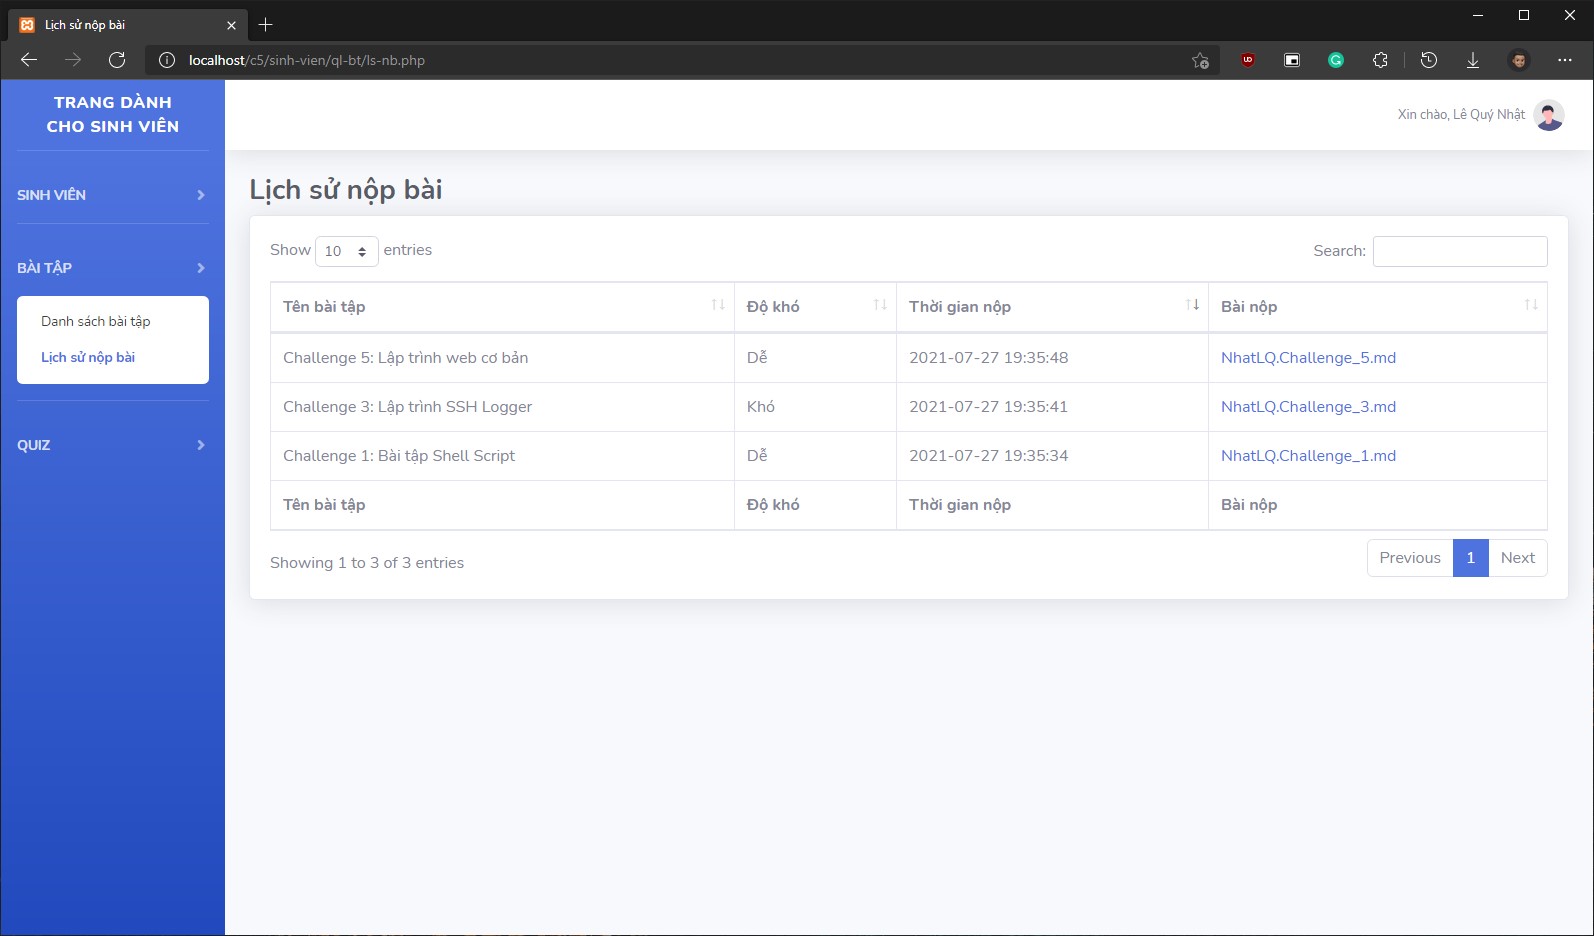 Lịch sử nộp bài
localhost/c5/sinh-vien/ql-bt/ls-nb.php
TRANG DÀNH
CHO SINH VIÊN
SINH VIÊN
BÀI TẬP
Danh sách bài tập
Lịch sử nộp bài
QUIZ
Xin chào, Lê Quý Nhật
Lịch sử nộp bài
Show 10 entries
Search:
Tên bài tập Độ khó Thời gian nộp Bài nộp
Challenge 5: Lập trình web cơ bản Dễ 2021-07-27 19:35:48 NhatLQ.Challenge_5.md
Challenge 3: Lập trình SSH Logger Khó 2021-07-27 19:35:41 NhatLQ.Challenge_3.md
Challenge 1: Bài tập Shell Script Dễ 2021-07-27 19:35:34 NhatLQ.Challenge_1.md
Tên bài tập Độ khó Thời gian nộp Bài nộp
Showing 1 to 3 of 3 entries
Previous 1 Next